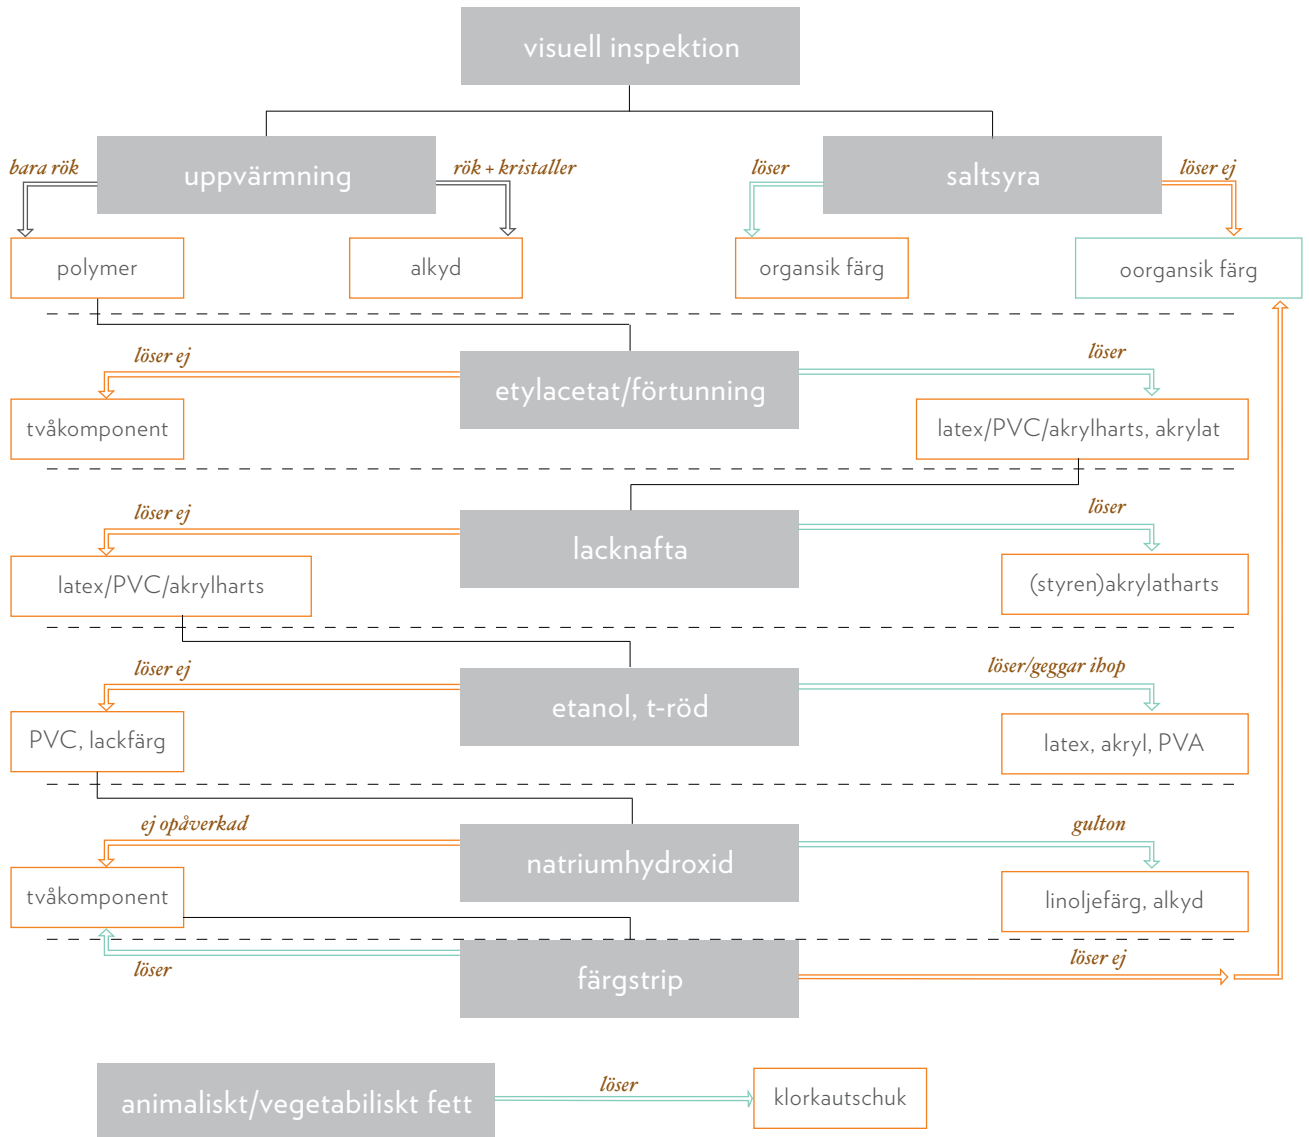 visuell inspektion
bara rök
uppvärmning
rök + kristaller
löser
saltsyra
löser ej
polymer
alkyd
organsik färg
oorgansik färg
löser ej
etylacetat/förtunning
löser
tvåkomponent
latex/PVC/akrylharts, akrylat
löser ej
lacknafta
löser
latex/PVC/akrylharts
(styren)akrylatharts
löser ej
etanol, t-röd
löser/geggar ihop
PVC, lackfärg
latex, akryl, PVA
ej opåverkad
natriumhydroxid
gulton
tvåkomponent
linoljefärg, alkyd
löser
färgstrip
löser ej
animaliskt/vegetabiliskt fett
löser
klorkautschuk